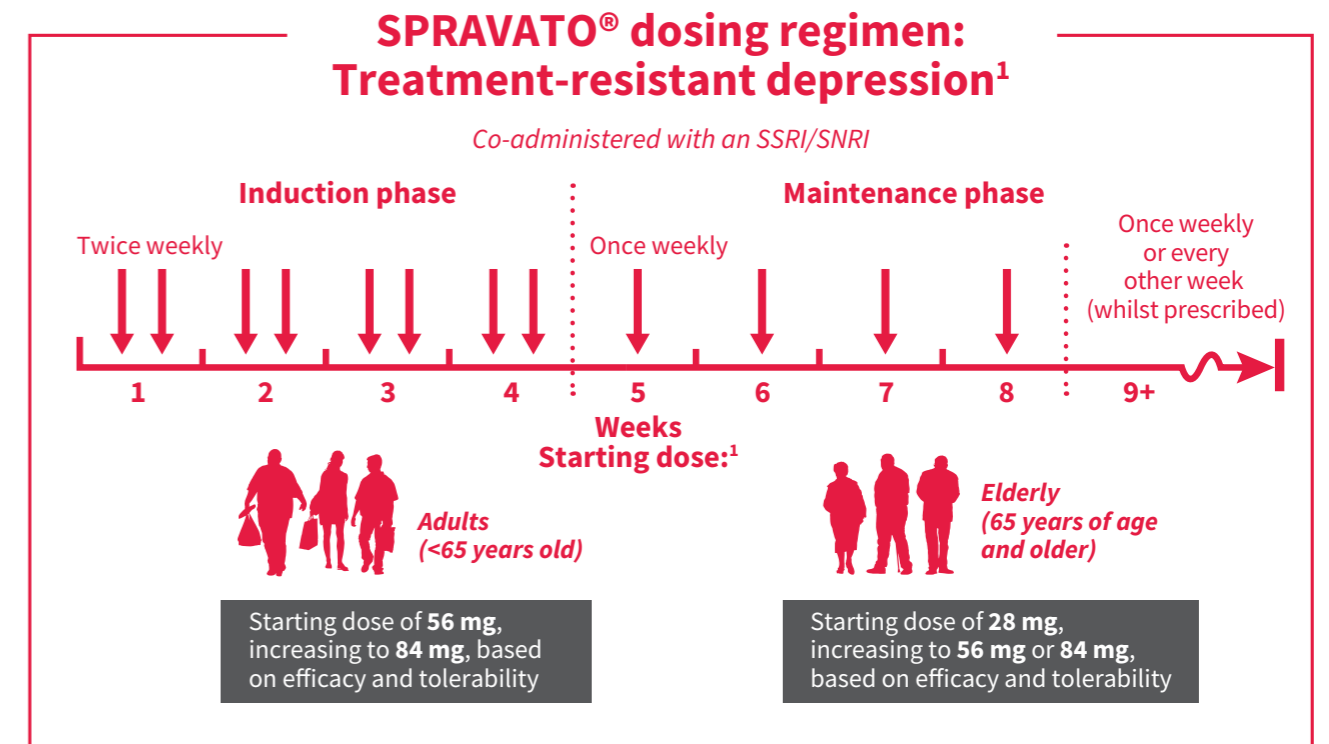 SPRAVATO® dosing regimen:
Treatment-resistant depression¹
Co-administered with an SSRI/SNRI
Induction phase
Maintenance phase
Twice weekly
Once weekly
Once weekly
or every
other week
(whilst prescribed)
1
2
3
4
5
6
7
8
9+
Weeks
Starting dose:¹
Adults
(<65 years old)
Elderly
(65 years of age
and older)
Starting dose of 56 mg,
increasing to 84 mg, based
on efficacy and tolerability
Starting dose of 28 mg,
increasing to 56 mg or 84 mg,
based on efficacy and tolerability